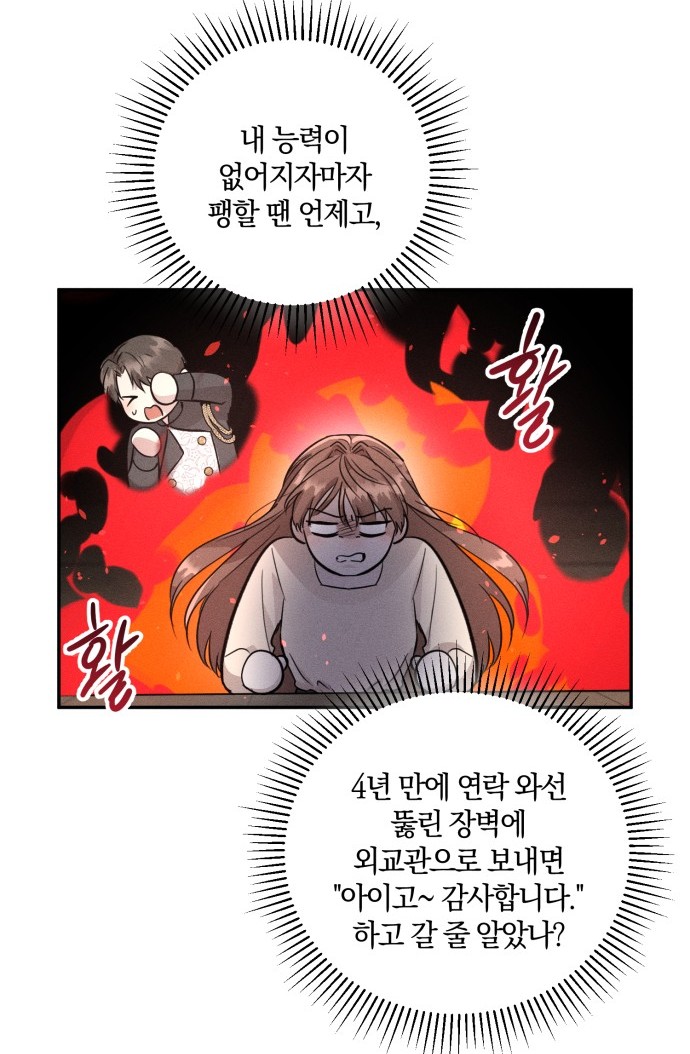 내 능력이
없어지자마자
팽할 땐 언제고,
활
활
4년 만에 연락 와선
뚫린 장벽에
외교관으로 보내면
"아이고~ 감사합니다."
하고 갈 줄 알았나?